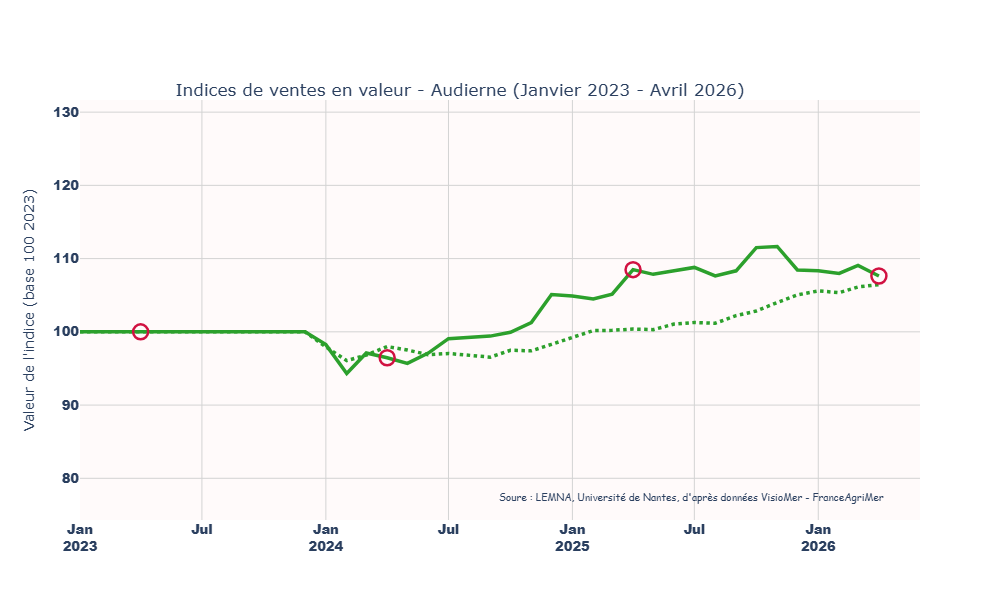 Indices de ventes en valeur - Audierne (Janvier 2023 - Avril 2026)
Valeur de l'Indice (base 100 2023)
130
120
110
100
90
80
Soure : LEMNA, Université de Nantes, d'après données VisioMer - FranceAgriMer
Jan Jul Jan Jul Jan Jul Jan
2023 2024 2025 2026